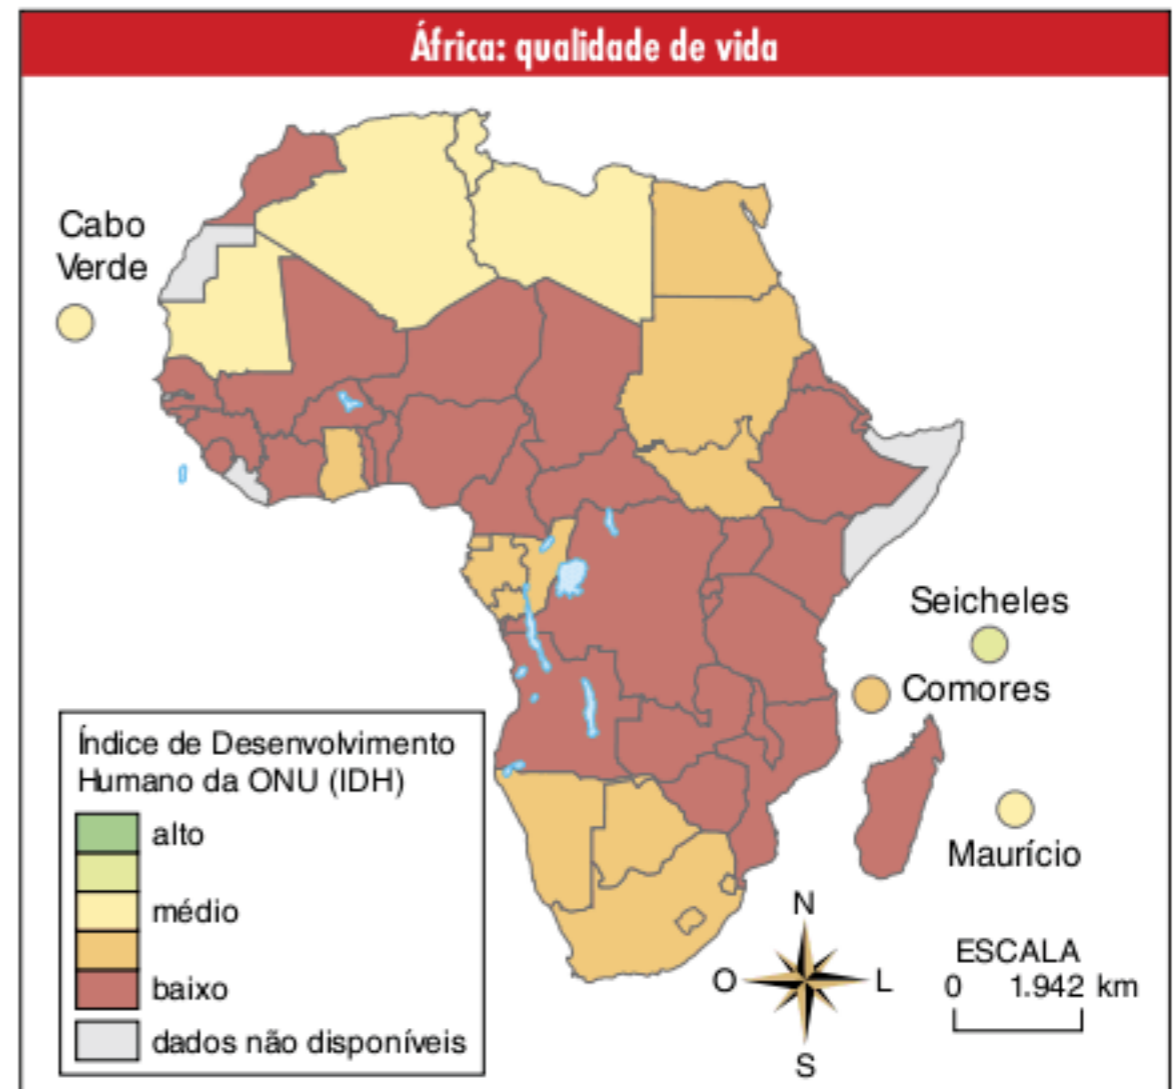 África: qualidade de vida
Cabo
Verde
Seicheles
Comores
Maurício
Índice de Desenvolvimento
Humano da ONU (IDH)
alto
médio
baixo
dados não disponíveis
N
O
L
S
ESCALA
0 1.942 km